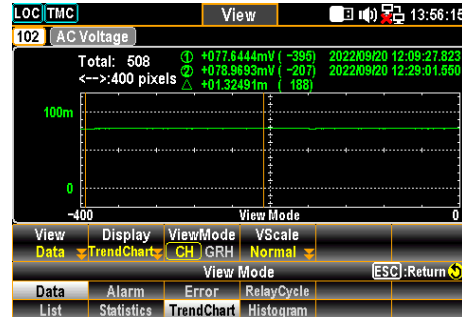 LOC TMC View 13:56:15
102 AC Voltage
Total: 508 ① +077.6444mV ( -395) 2022/09/20 12:09:27.823
<-->:400 pixels ② +078.9693mV ( -207) 2022/09/20 12:29:01.550
△ +01.32491m ( 188)
100m
0
-400 View Mode 0
View Display ViewMode VScale
Data TrendChart CH GRH Normal
View Mode ESC :Return
Data Alarm Error RelayCycle
List Statistics TrendChart Histogram